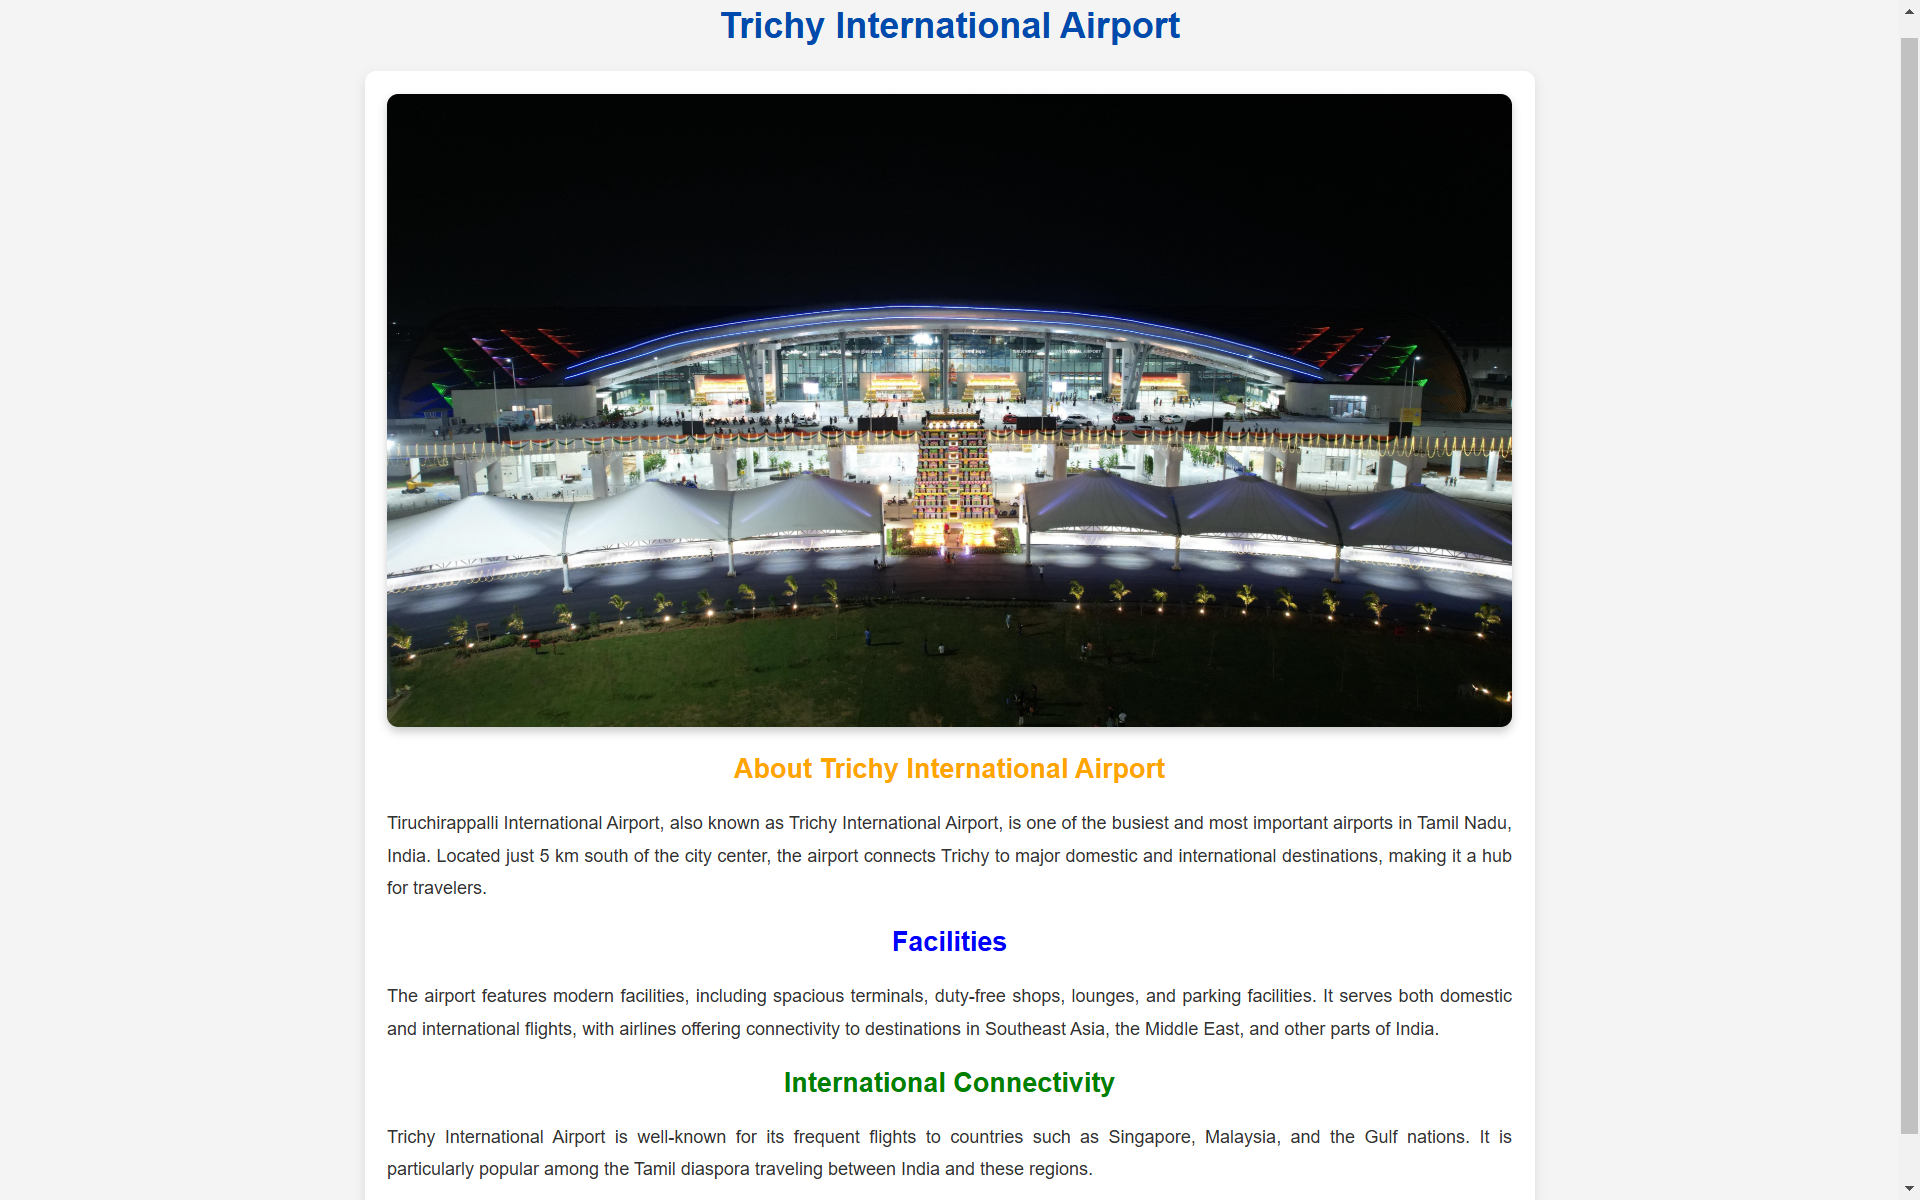 Trichy International Airport
About Trichy International Airport
Tiruchirappalli International Airport, also known as Trichy International Airport, is one of the busiest and most important airports in Tamil Nadu,
India. Located just 5 km south of the city center, the airport connects Trichy to major domestic and international destinations, making it a hub
for travelers.
Facilities
The airport features modern facilities, including spacious terminals, duty-free shops, lounges, and parking facilities. It serves both domestic
and international flights, with airlines offering connectivity to destinations in Southeast Asia, the Middle East, and other parts of India.
International Connectivity
Trichy International Airport is well-known for its frequent flights to countries such as Singapore, Malaysia, and the Gulf nations. It is
particularly popular among the Tamil diaspora traveling between India and these regions.